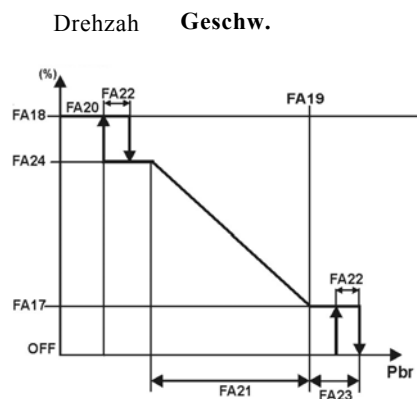 Drehzah Geschw.
(%)
FA22
FA18
FA20
FA19
FA24
FA22
FA17
OFF
Pbr
FA21
FA23